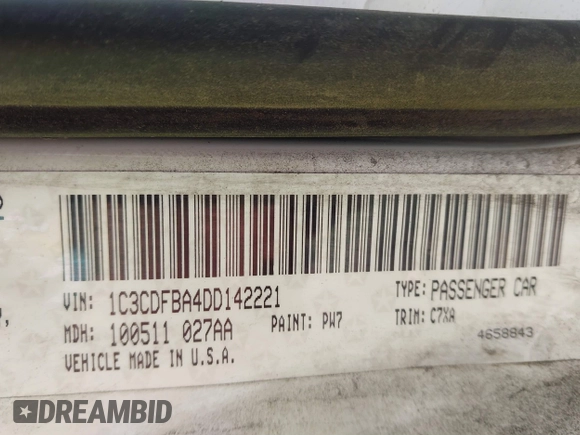 VIN: 1C3CDFBA4DD142221
TYPE: PASSENGER CAR
MDH: 100511 027AA
PAINT: PW7
TRIM: C7XA
4658843
VEHICLE MADE IN U.S.A.
DREAMBID